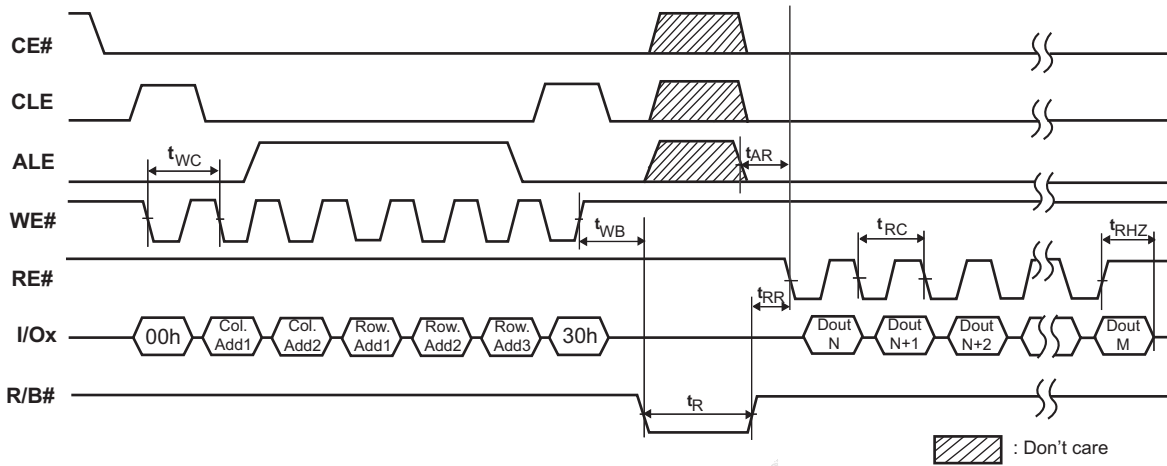 CE#
CLE
ALE
tWC
tAR
WE#
tWB
tRC
tRHZ
RE#
tRR
I/Ox
00h
Col.
Add1
Col.
Add2
Row.
Add1
Row.
Add2
Row.
Add3
30h
Dout
N
Dout
N+1
Dout
N+2
Dout
M
R/B#
tR
: Don't care